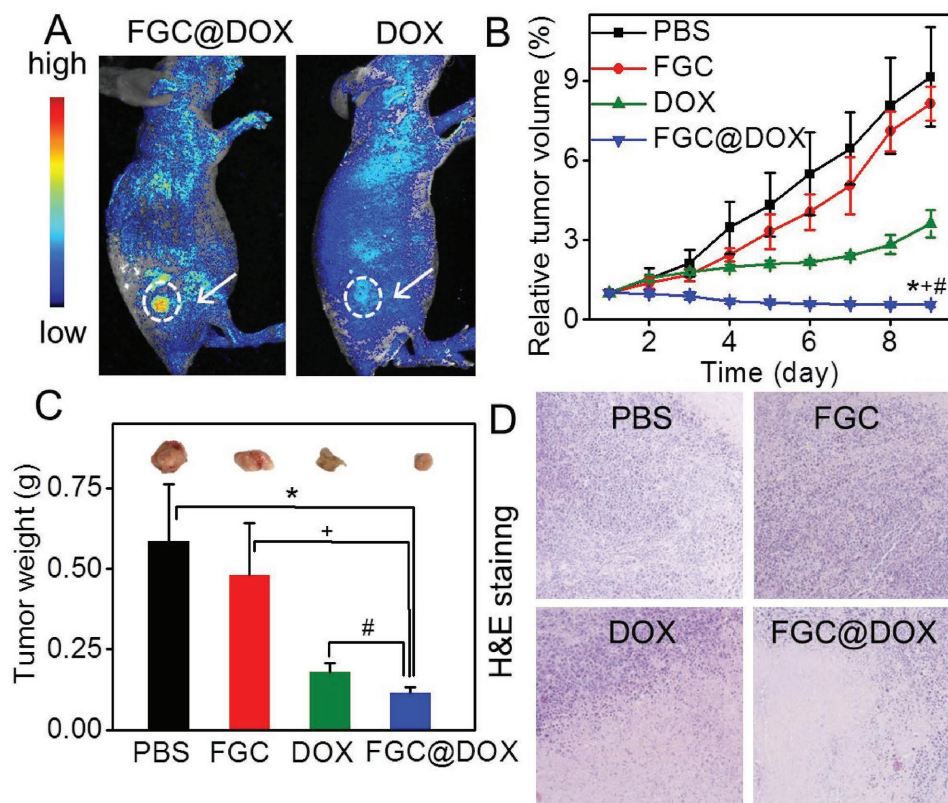 A
FGC@DOX
DOX
high
low
B
PBS
FGC
DOX
FGC@DOX
Relative tumor volume (%)
9
6
3
0
*+#
2
4
6
8
Time (day)
C
Tumor weight (g)
0.75
0.50
0.25
0.00
*
+
#
PBS
FGC
DOX
FGC@DOX
D
H&E staining
PBS
FGC
DOX
FGC@DOX